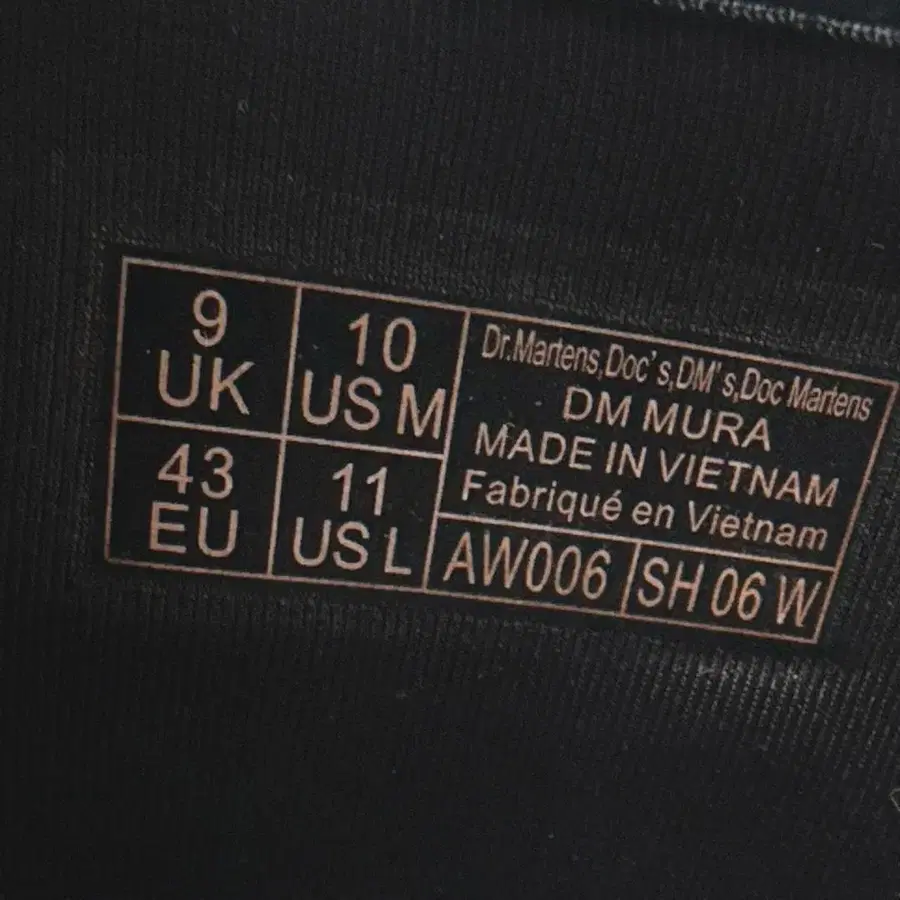 9
UK
10
US M
43
EU
11
US L
Dr.Martens,Doc's,DM's,Doc Martens
DM MURA
MADE IN VIETNAM
Fabriqué en Vietnam
AW006
SH 06 W